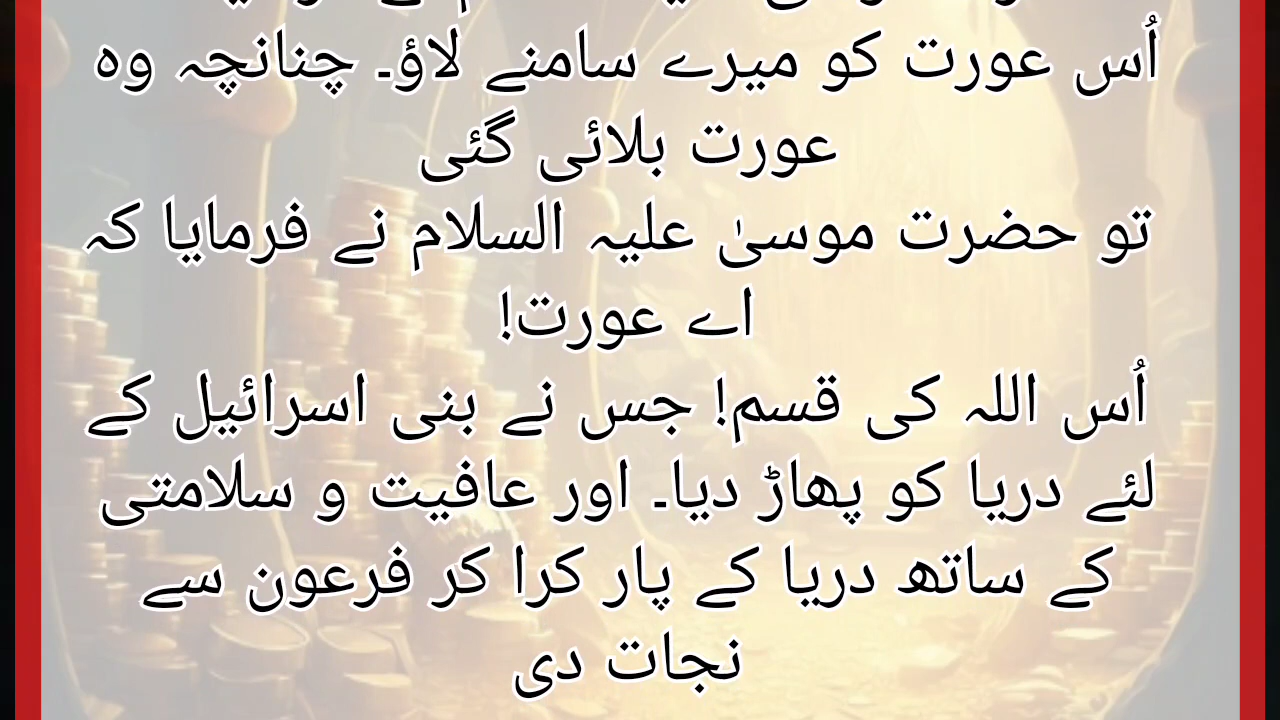 اُس عورت کو میرے سامنے لاؤ۔ چنانچہ وہ
عورت بلائی گئی
تو حضرت موسیٰ علیہ السلام نے فرمایا کہ
اے عورت!
اُس اللہ کی قسم! جس نے بنی اسرائیل کے
لئے دریا کو پھاڑ دیا۔ اور عافیت و سلامتی
کے ساتھ دریا کے پار کرا کر فرعون سے
نجات دی